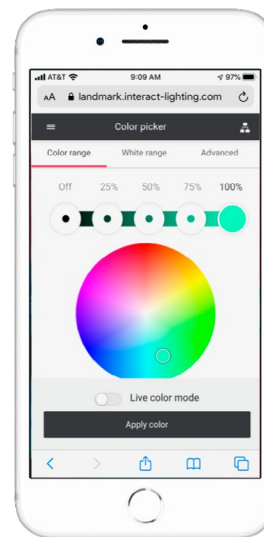 AT&T 9:09 AM 97%
AA landmark.interact-lighting.com
Color picker
Color range White range Advanced
Off 25% 50% 75% 100%
Live color mode
Apply color